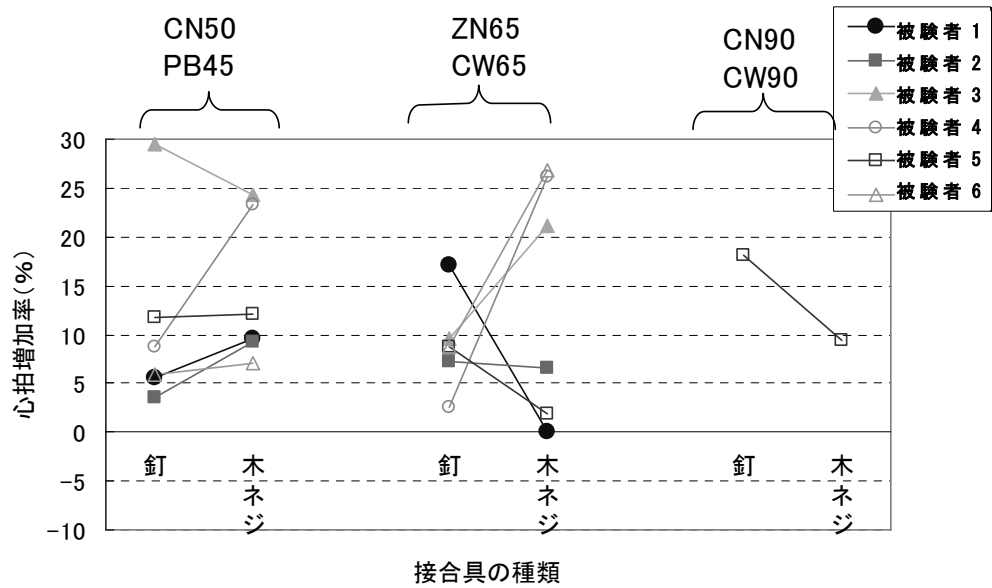 CN50
PB45
ZN65
CW65
CN90
CW90
被験者 1
被験者 2
被験者 3
被験者 4
被験者 5
被験者 6
心拍増加率(%)
30
25
20
15
10
5
0
-5
-10
釘
木ネジ
釘
木ネジ
釘
木ネジ
接合具の種類